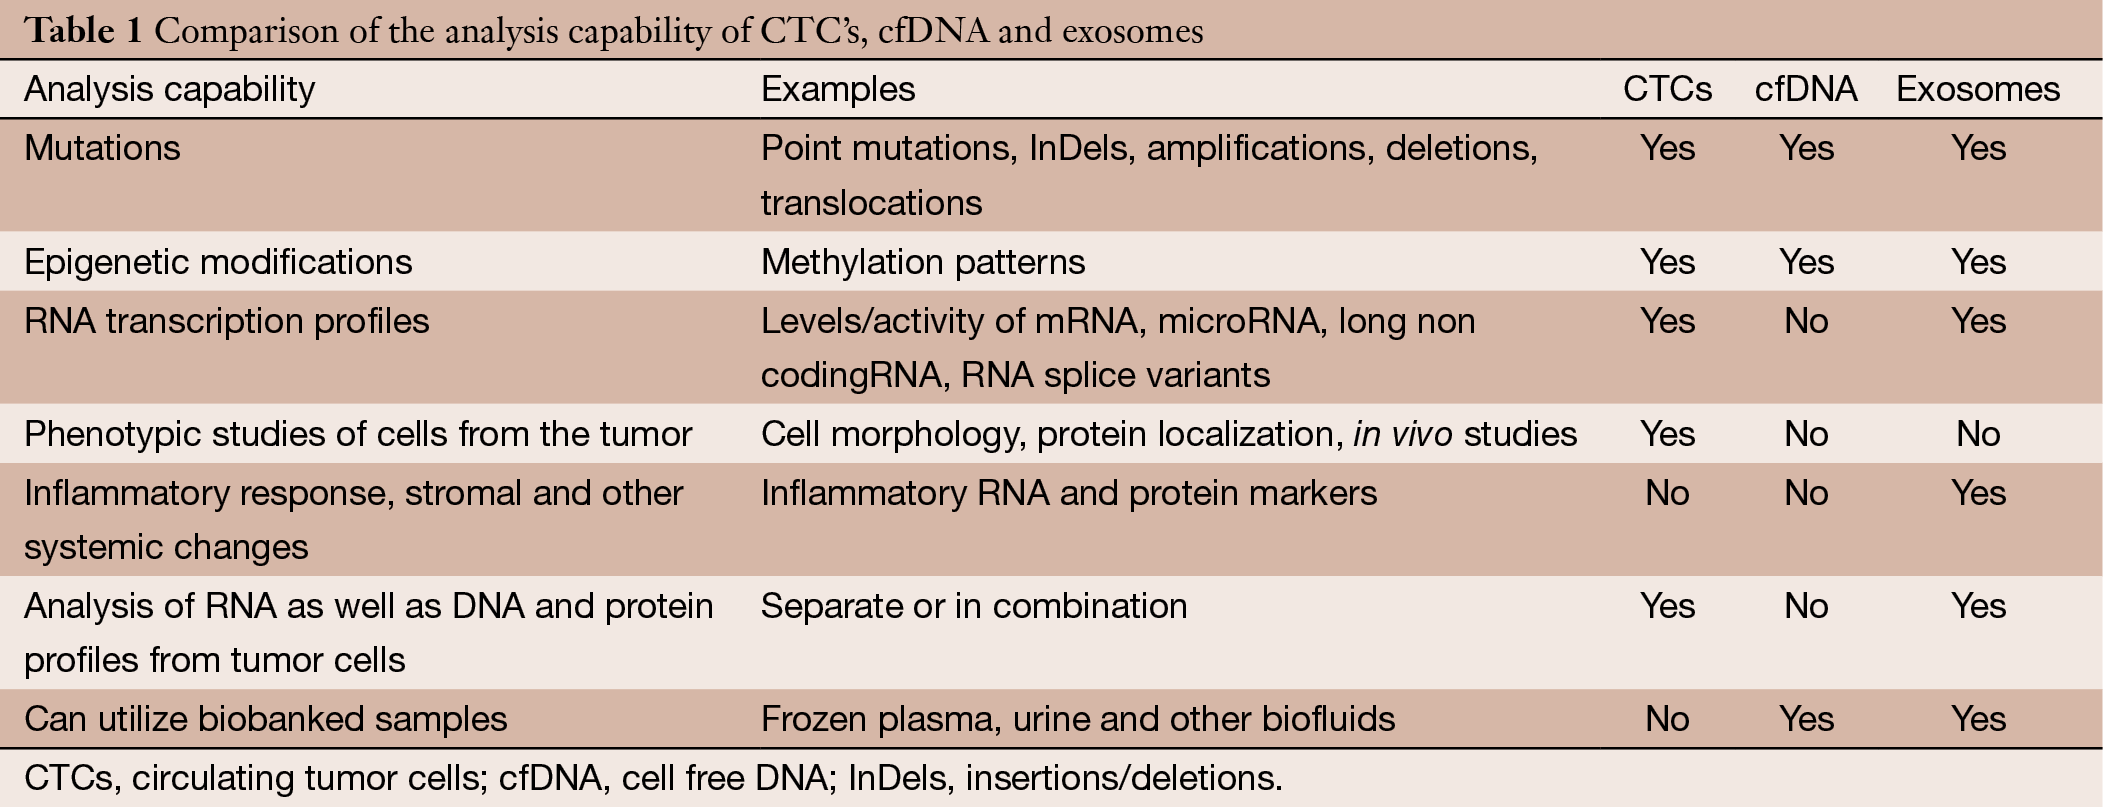 Table 1 Comparison of the analysis capability of CTC’s, cfDNA and exosomes
Analysis capability Examples CTCs cfDNA Exosomes
Mutations Point mutations, InDels, amplifications, deletions, Yes Yes Yes
translocations
Epigenetic modifications Methylation patterns Yes Yes Yes
RNA transcription profiles Levels/activity of mRNA, microRNA, long non Yes No Yes
codingRNA, RNA splice variants
Phenotypic studies of cells from the tumor Cell morphology, protein localization, in vivo studies Yes No No
Inflammatory response, stromal and other Inflammatory RNA and protein markers No No Yes
systemic changes
Analysis of RNA as well as DNA and protein Separate or in combination Yes No Yes
profiles from tumor cells
Can utilize biobanked samples Frozen plasma, urine and other biofluids No Yes Yes
CTCs, circulating tumor cells; cfDNA, cell free DNA; InDels, insertions/deletions.